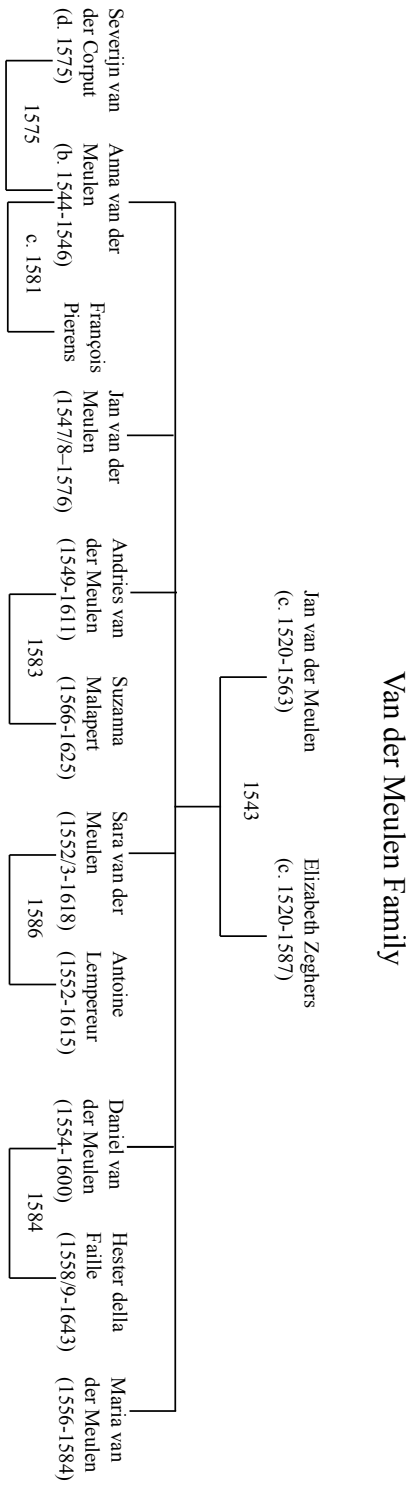 Van der Meulen Family
Jan van der Meulen
(c. 1520-1563)
1543
Elizabeth Zeghers
(c. 1520-1587)
Severijn van
der Corput
(d. 1575)
1575
Anna van der
Meulen
(b. 1544-1546)
c. 1581
François
Pierens
Jan van der
Meulen
(1547/8–1576)
Andries van
der Meulen
(1549-1611)
1583
Suzanna
Malapert
(1566-1625)
Sara van der
Meulen
(1552/3-1618)
1586
Antoine
Lempereur
(1552-1615)
Daniel van
der Meulen
(1554-1600)
1584
Hester della
Faille
(1558/9-1643)
Maria van
der Meulen
(1556-1584)